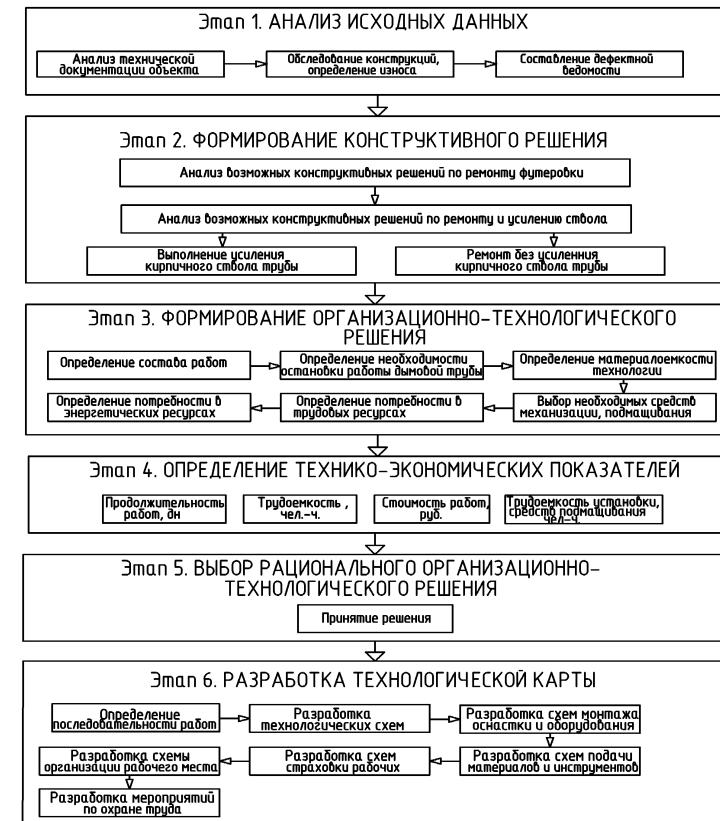 Этап 1. АНАЛИЗ ИСХОДНЫХ ДАННЫХ
Анализ технической
документации объекта
Обследование конструкций,
определение износа
Составление дефектной
ведомости
Этап 2. ФОРМИРОВАНИЕ КОНСТРУКТИВНОГО РЕШЕНИЯ
Анализ возможных конструктивных решений по ремонту футеровки
Анализ возможных конструктивных решений по ремонту и усилению ствола
Выполнение усиления
кирпичного ствола трубы
Ремонт без усиленния
кирпичного ствола трубы
Этап 3. ФОРМИРОВАНИЕ ОРГАНИЗАЦИОННО-ТЕХНОЛОГИЧЕСКОГО
РЕШЕНИЯ
Определение состава работ
Определение необходимости
остановки работы дымовой трубы
Определение материалоемкости
технологии
Определение потребности в
энергетических ресурсах
Определение потребности в
трудовых ресурсах
Выбор необходимых средств
механизации, подмащивания
Этап 4. ОПРЕДЕЛЕНИЕ ТЕХНИКО-ЭКОНОМИЧЕСКИХ ПОКАЗАТЕЛЕЙ
Продолжительность
работ, дн
Трудоемкость ,
чел.-ч.
Стоимость работ,
руб.
Трудоемкость установки,
средств подмащивания
чел-ч.
Этап 5. ВЫБОР РАЦИОНАЛЬНОГО ОРГАНИЗАЦИОННО-
ТЕХНОЛОГИЧЕСКОГО РЕШЕНИЯ
Принятие решения
Этап 6. РАЗРАБОТКА ТЕХНОЛОГИЧЕСКОЙ КАРТЫ
Определение
последовательности работ
Разработка
технологических схем
Разработка схем монтажа
оснастки и оборудования
Разработка схемы
организации рабочего места
Разработка схем
страховки рабочих
Разработка схем подачи
материалов и инструментов
Разработка мероприятий
по охране труда